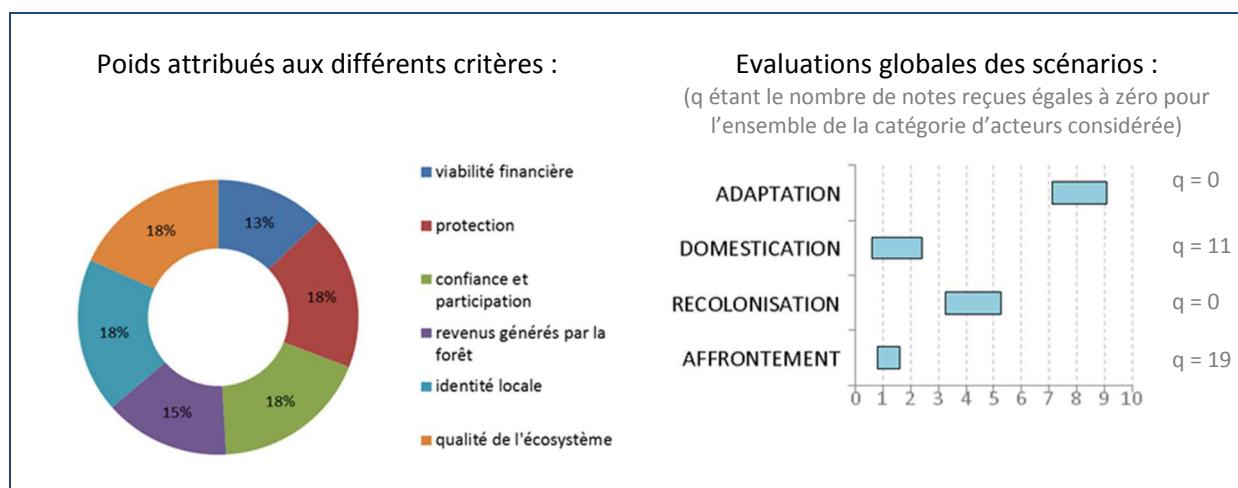 Poids attribués aux différents critères :
13%
18%
18%
15%
18%
18%
viabilité financière
protection
confiance et
participation
revenus générés par la
forêt
identité locale
qualité de l'écosystème
Evaluations globales des scénarios :
(q étant le nombre de notes reçues égales à zéro pour
l’ensemble de la catégorie d’acteurs considérée)
ADAPTATION
q = 0
DOMESTICATION
q = 11
RECOLONISATION
q = 0
AFFRONTEMENT
q = 19
0 1 2 3 4 5 6 7 8 9 10